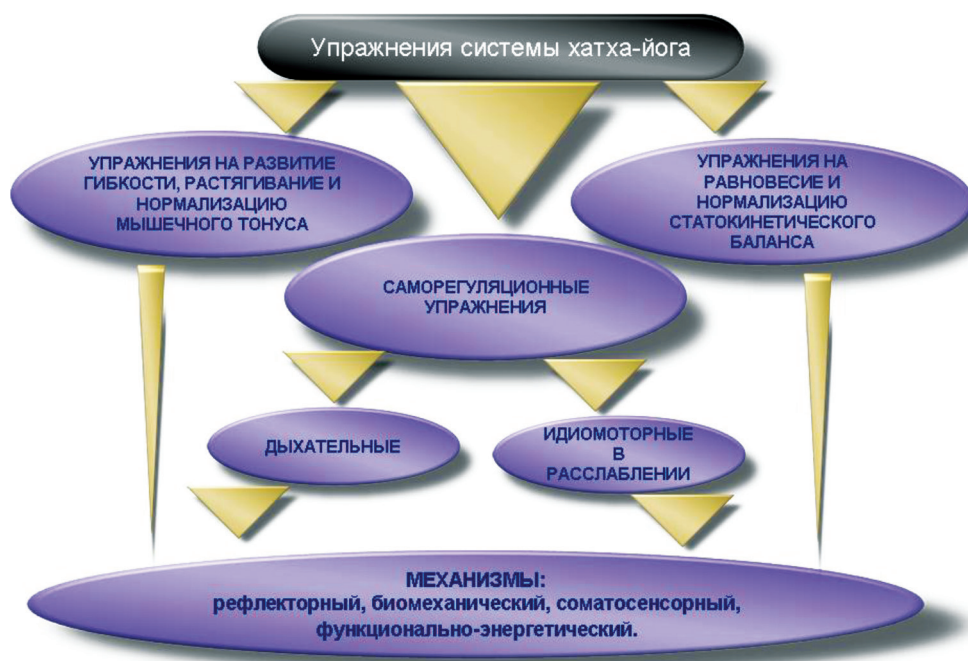 Упражнения системы хатха-йога
УПРАЖНЕНИЯ НА РАЗВИТИЕ
ГИБКОСТИ, РАСТЯГИВАНИЕ И
НОРМАЛИЗАЦИЮ
МЫШЕЧНОГО ТОНУСА
УПРАЖНЕНИЯ НА
РАВНОВЕСИЕ И
НОРМАЛИЗАЦИЮ
СТАТОКИНЕТИЧЕСКОГО
БАЛАНСА
САМОРЕГУЛЯЦИОННЫЕ
УПРАЖНЕНИЯ
ДЫХАТЕЛЬНЫЕ
ИДИОМОТОРНЫЕ
В
РАССЛАБЛЕНИИ
МЕХАНИЗМЫ:
рефлекторный, биомеханический, соматосенсорный,
функционально-энергетический.